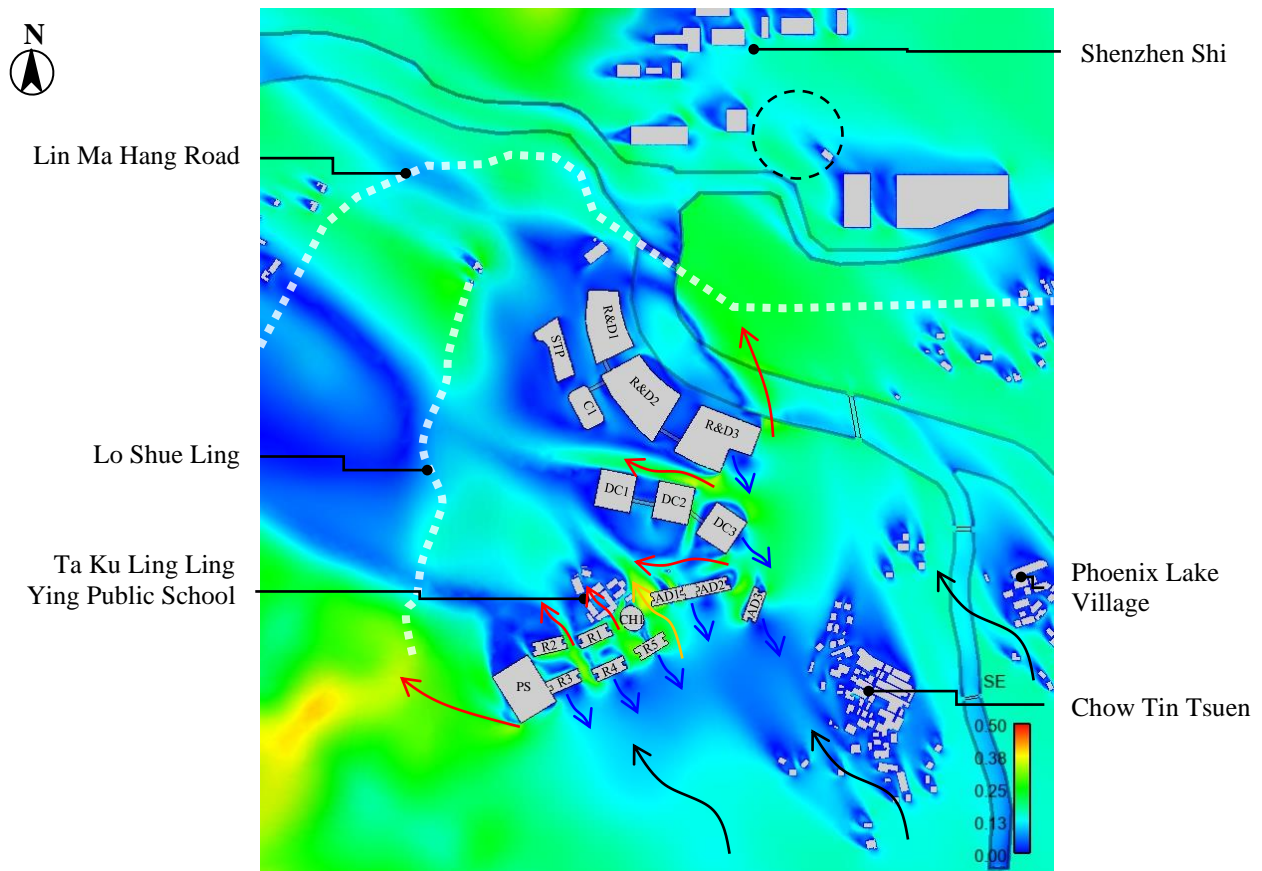 N
Shenzhen Shi
Lin Ma Hang Road
R&D1
STP
R&D2
C1
R&D3
Lo Shue Ling
DC1
DC2
DC3
Ta Ku Ling Ling
Ying Public School
Phoenix Lake
Village
AD1
AD2
AD3
CH1
R1
R2
R5
R4
R3
PS
SE
Chow Tin Tsuen
0.50
0.38
0.25
0.13
0.00